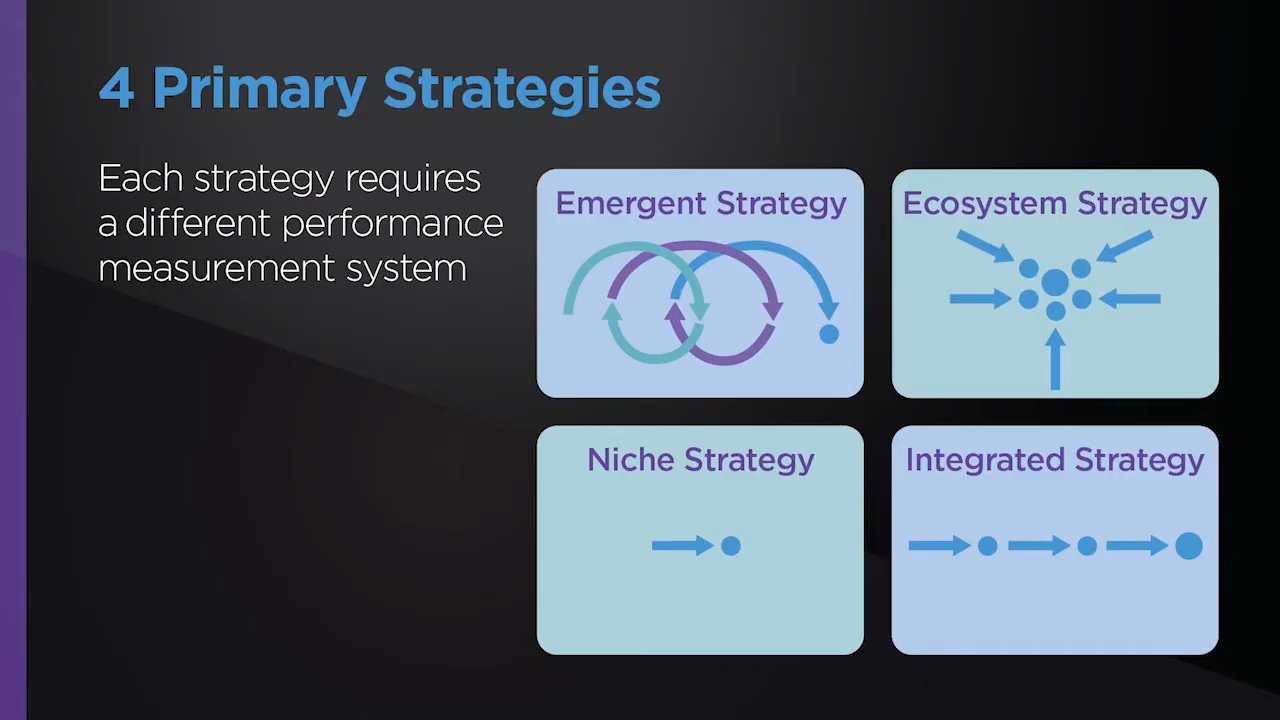 4 Primary Strategies
Each strategy requires
a different performance
measurement system
Emergent Strategy
Ecosystem Strategy
Niche Strategy
Integrated Strategy